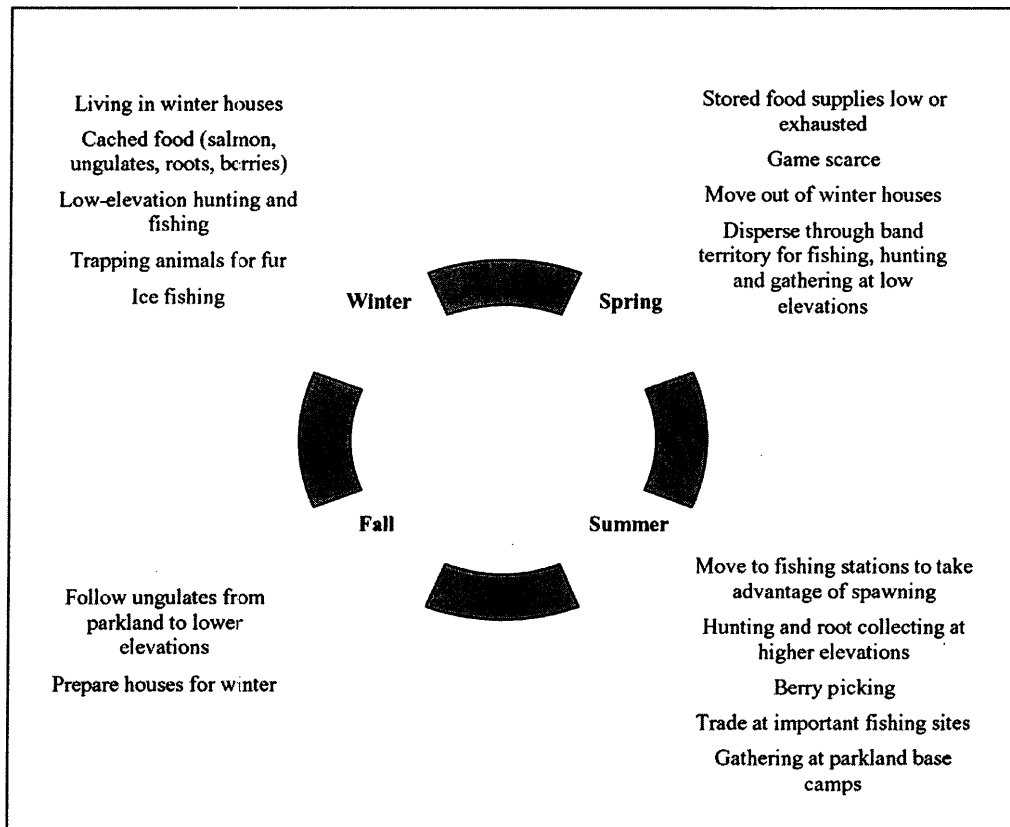 Living in winter houses
Cached food (salmon,
ungulates, roots, berries)
Low-elevation hunting and
fishing
Trapping animals for fur
Ice fishing
Winter
Stored food supplies low or
exhausted
Game scarce
Move out of winter houses
Disperse through band
territory for fishing, hunting
and gathering at low
elevations
Spring
Fall
Follow ungulates from
parkland to lower
elevations
Prepare houses for winter
Summer
Move to fishing stations to take
advantage of spawning
Hunting and root collecting at
higher elevations
Berry picking
Trade at important fishing sites
Gathering at parkland base
camps